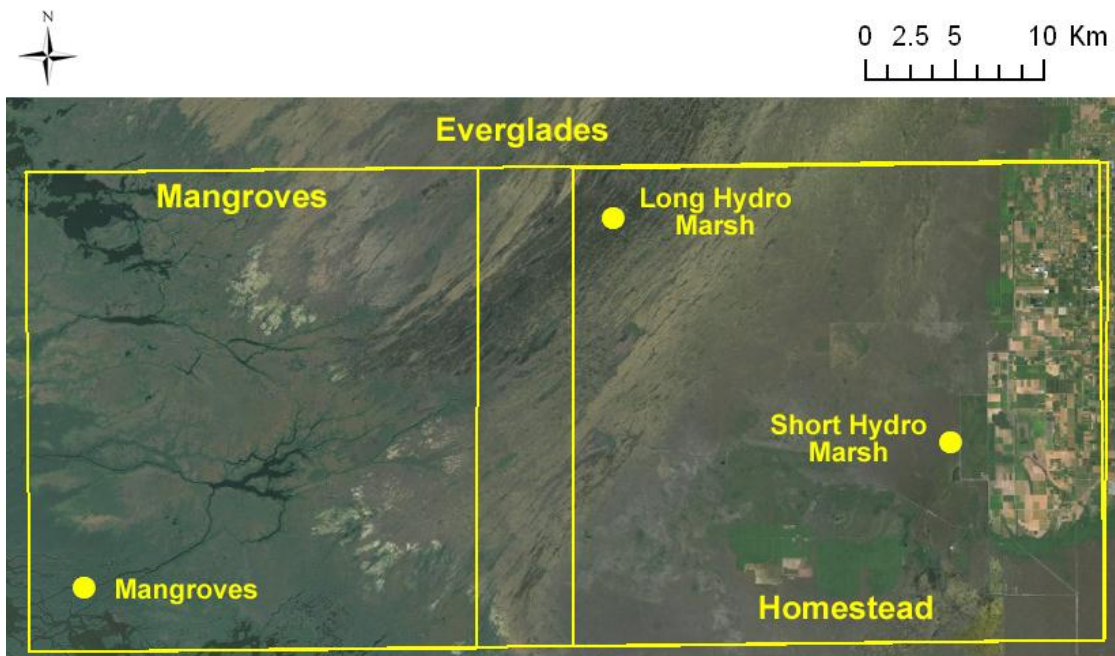 N
0 2.5 5 10 Km
Everglades
Mangroves
Long Hydro
Marsh
Short Hydro
Marsh
Mangroves
Homestead